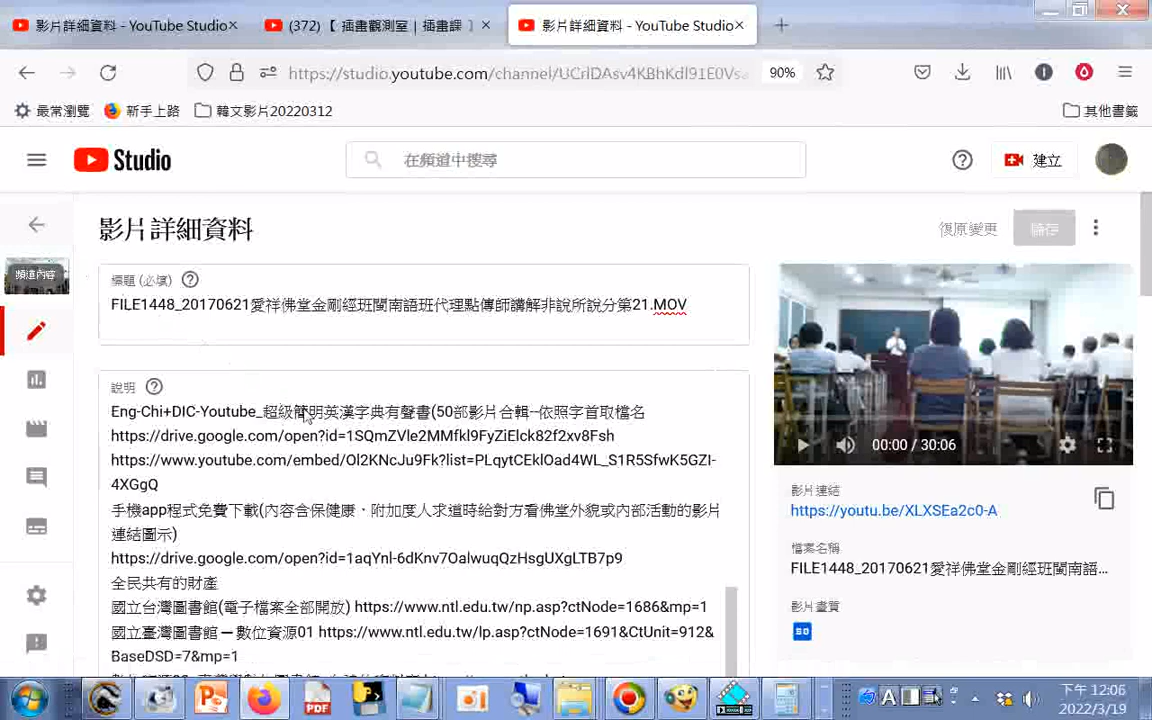 影片詳細資料 - YouTube Studio
(372)【 插畫觀測室 | 插畫課 】
影片詳細資料 - YouTube Studio
https://studio.youtube.com/channel/UCrlDAsv4KBhKdl91E0Vsa
90%
最常瀏覽
新手上路
韓文影片20220312
其他書籤
Studio
在頻道中搜尋
建立
影片詳細資料
復原變更
儲存
頻道內容
標題 (必填)
FILE1448_20170621愛祥佛堂金剛經班閩南語班代理點傳師講解非說所說分第21.MOV
說明
Eng-Chi+DIC-Youtube_超級簡明英漢字典有聲書(50部影片合輯--依照字首取檔名
https://drive.google.com/open?id=1SQmZVle2MMfkl9FyZiElck82f2xv8Fsh
https://www.youtube.com/embed/Ol2KNcJu9Fk?list=PLqytCEklOad4WL_S1R5SfwK5GZI-
4XGgQ
手機app程式免費下載(內容含保健康，附加度人求道時給對方看佛堂外貌或內部活動的影片
連結圖示)
https://drive.google.com/open?id=1aqYnl-6dKnv7OalwuqQzHsgUXgLTB7p9
全民共有的財產
國立台灣圖書館(電子檔案全部開放) https://www.ntl.edu.tw/np.asp?ctNode=1686&mp=1
國立臺灣圖書館－數位資源01 https://www.ntl.edu.tw/lp.asp?ctNode=1691&CtUnit=912&
BaseDSD=7&mp=1
00:00 / 30:06
影片連結
https://youtu.be/XLXSEa2c0-A
檔案名稱
FILE1448_20170621愛祥佛堂金剛經班閩南語...
影片畫質
SD
下午 12:06
2022/3/19